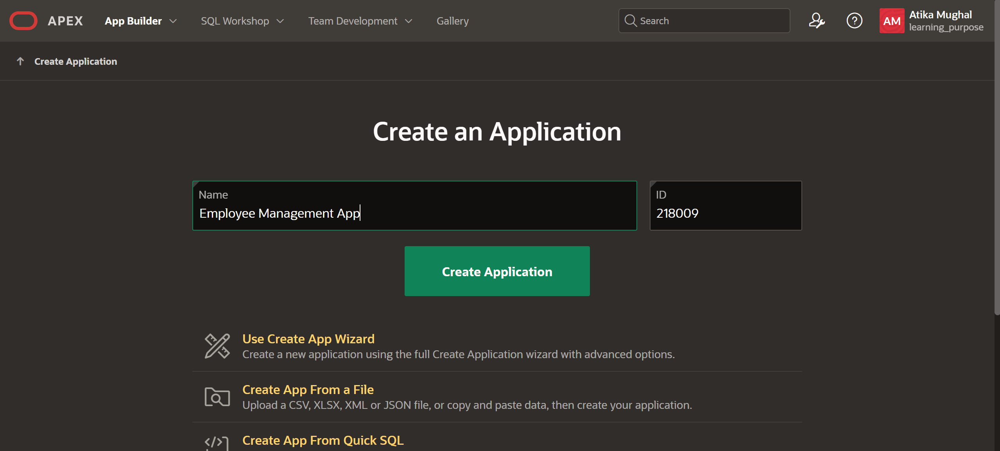 APEX App Builder SQL Workshop Team Development Gallery Search ? AM Atika Mughal
learning_purpose
Create Application
Create an Application
Name
Employee Management App
ID
218009
Create Application
Use Create App Wizard
Create a new application using the full Create Application wizard with advanced options.
Create App From a File
Upload a CSV, XLSX, XML or JSON file, or copy and paste data, then create your application.
Create App From Quick SQL